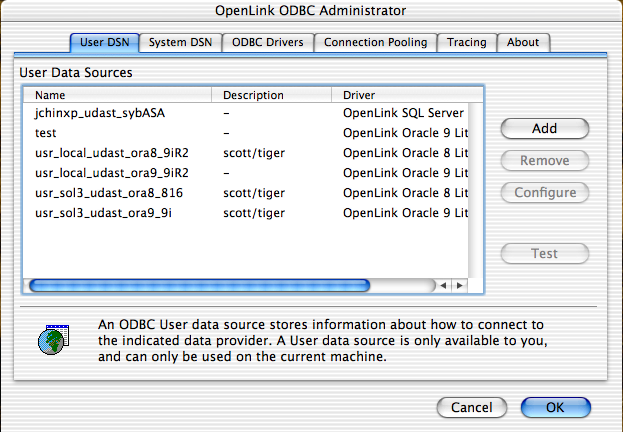 OpenLink ODBC Administrator
User DSN System DSN ODBC Drivers Connection Pooling Tracing About
User Data Sources
Name Description Driver
jchinxp_udast_sybASA – OpenLink SQL Server
test – OpenLink Oracle 9 Lit
usr_local_udast_ora8_9iR2 scott/tiger OpenLink Oracle 8 Lit
usr_local_udast_ora9_9iR2 – OpenLink Oracle 9 Lit
usr_sol3_udast_ora8_816 scott/tiger OpenLink Oracle 8 Lit
usr_sol3_udast_ora9_9i scott/tiger OpenLink Oracle 9 Lit
Add
Remove
Configure
Test
An ODBC User data source stores information about how to connect to
the indicated data provider. A User data source is only available to you,
and can only be used on the current machine.
Cancel OK